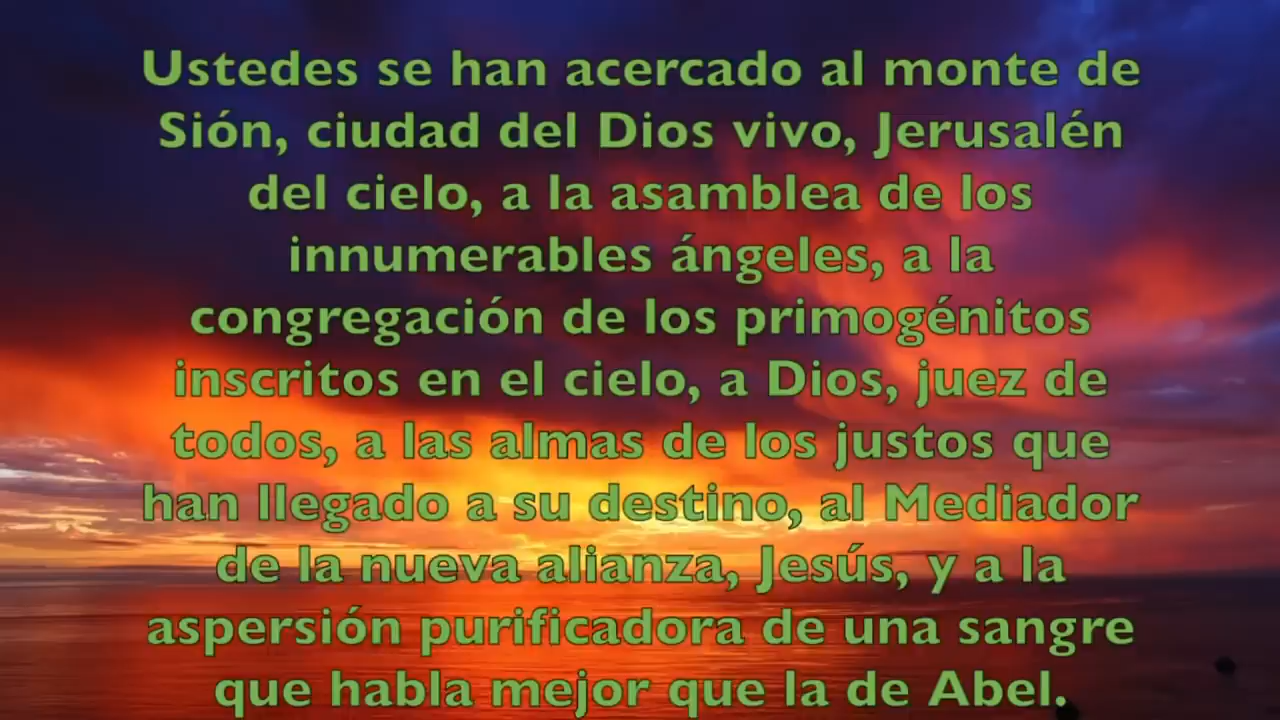 Ustedes se han acercado al monte de
Sión, ciudad del Dios vivo, Jerusalén
del cielo, a la asamblea de los
innumerables ángeles, a la
congregación de los primogénitos
inscritos en el cielo, a Dios, juez de
todos, a las almas de los justos que
han llegado a su destino, al Mediador
de la nueva alianza, Jesús, y a la
aspersión purificadora de una sangre
que habla mejor que la de Abel.